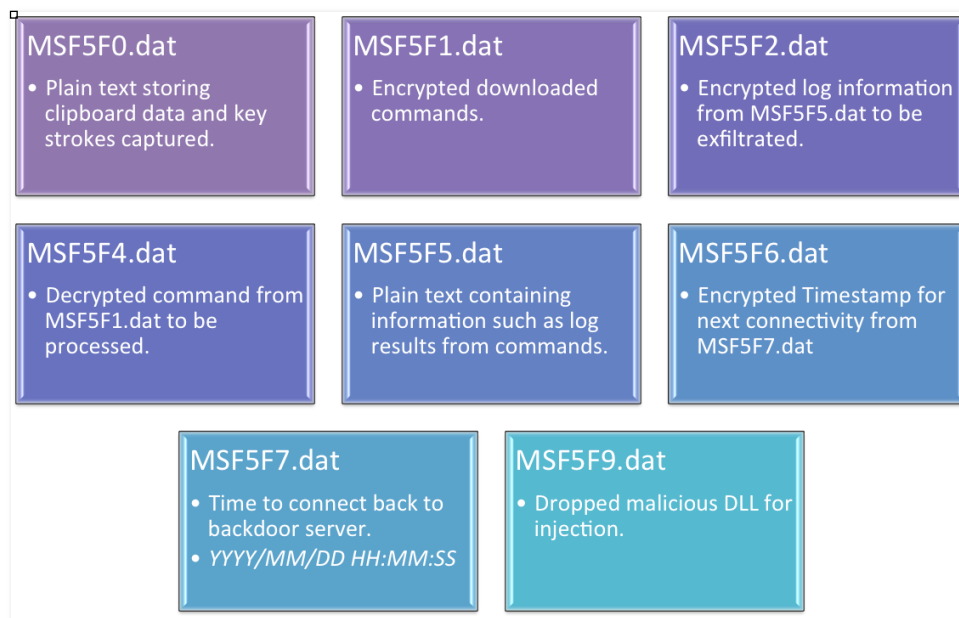 MSF5F0.dat
• Plain text storing
clipboard data and key
strokes captured.
MSF5F1.dat
• Encrypted downloaded
commands.
MSF5F2.dat
• Encrypted log information
from MSF5F5.dat to be
exfiltrated.
MSF5F4.dat
• Decrypted command from
MSF5F1.dat to be
processed.
MSF5F5.dat
• Plain text containing
information such as log
results from commands.
MSF5F6.dat
• Encrypted Timestamp for
next connectivity from
MSF5F7.dat
MSF5F7.dat
• Time to connect back to
backdoor server.
• YYYY/MM/DD HH:MM:SS
MSF5F9.dat
• Dropped malicious DLL for
injection.